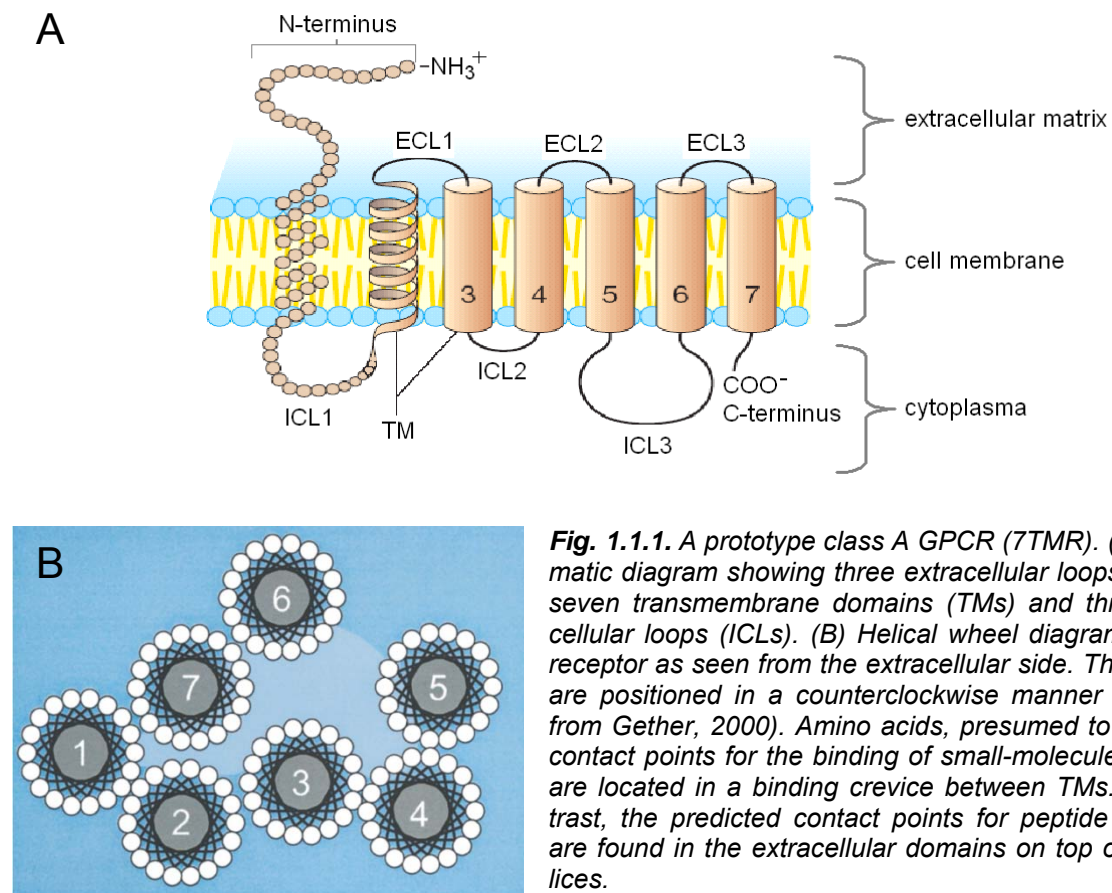 A
N-terminus
–NH₃⁺
ECL1
ECL2
ECL3
extracellular matrix
cell membrane
3
4
5
6
7
ICL1
TM
ICL2
ICL3
COO⁻
C-terminus
cytoplasma
B
6
7
5
1
3
2
4
Fig. 1.1.1. A prototype class A GPCR (7TMR). (
matic diagram showing three extracellular loops
seven transmembrane domains (TMs) and thr
cellular loops (ICLs). (B) Helical wheel diagram
receptor as seen from the extracellular side. Th
are positioned in a counterclockwise manner
from Gether, 2000). Amino acids, presumed to
contact points for the binding of small-molecule
are located in a binding crevice between TMs.
trast, the predicted contact points for peptide
are found in the extracellular domains on top o
lices.